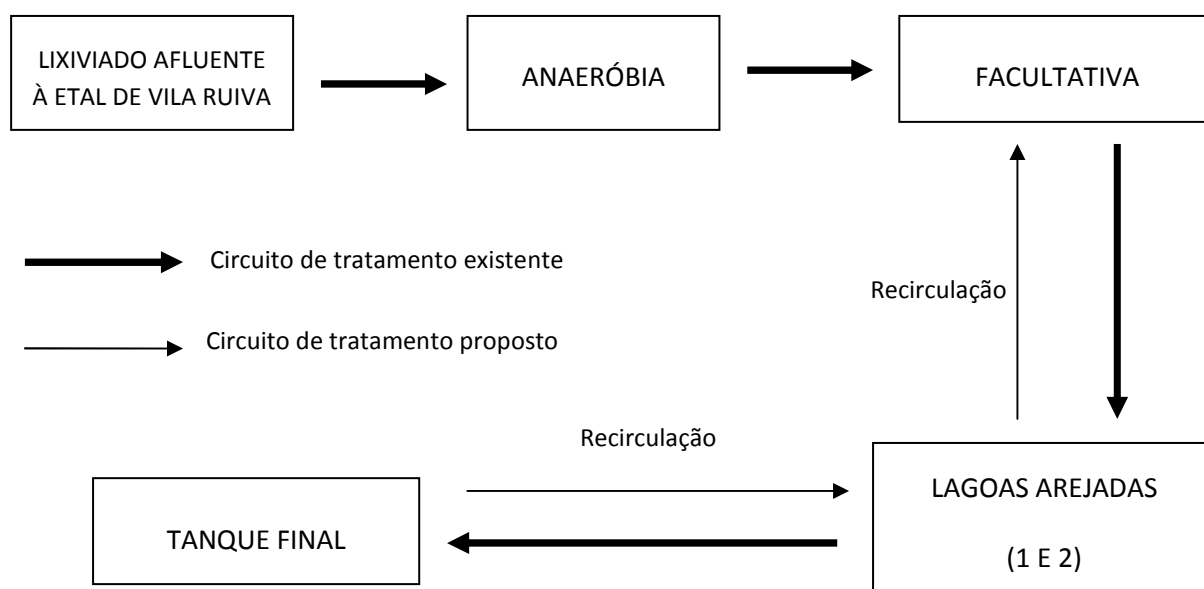 LIXIVIADO AFLUENTE
À ETAL DE VILA RUIVA
ANAERÓBIA
FACULTATIVA
Circuito de tratamento existente
Recirculação
Circuito de tratamento proposto
Recirculação
TANQUE FINAL
LAGOAS AREJADAS
(1 E 2)